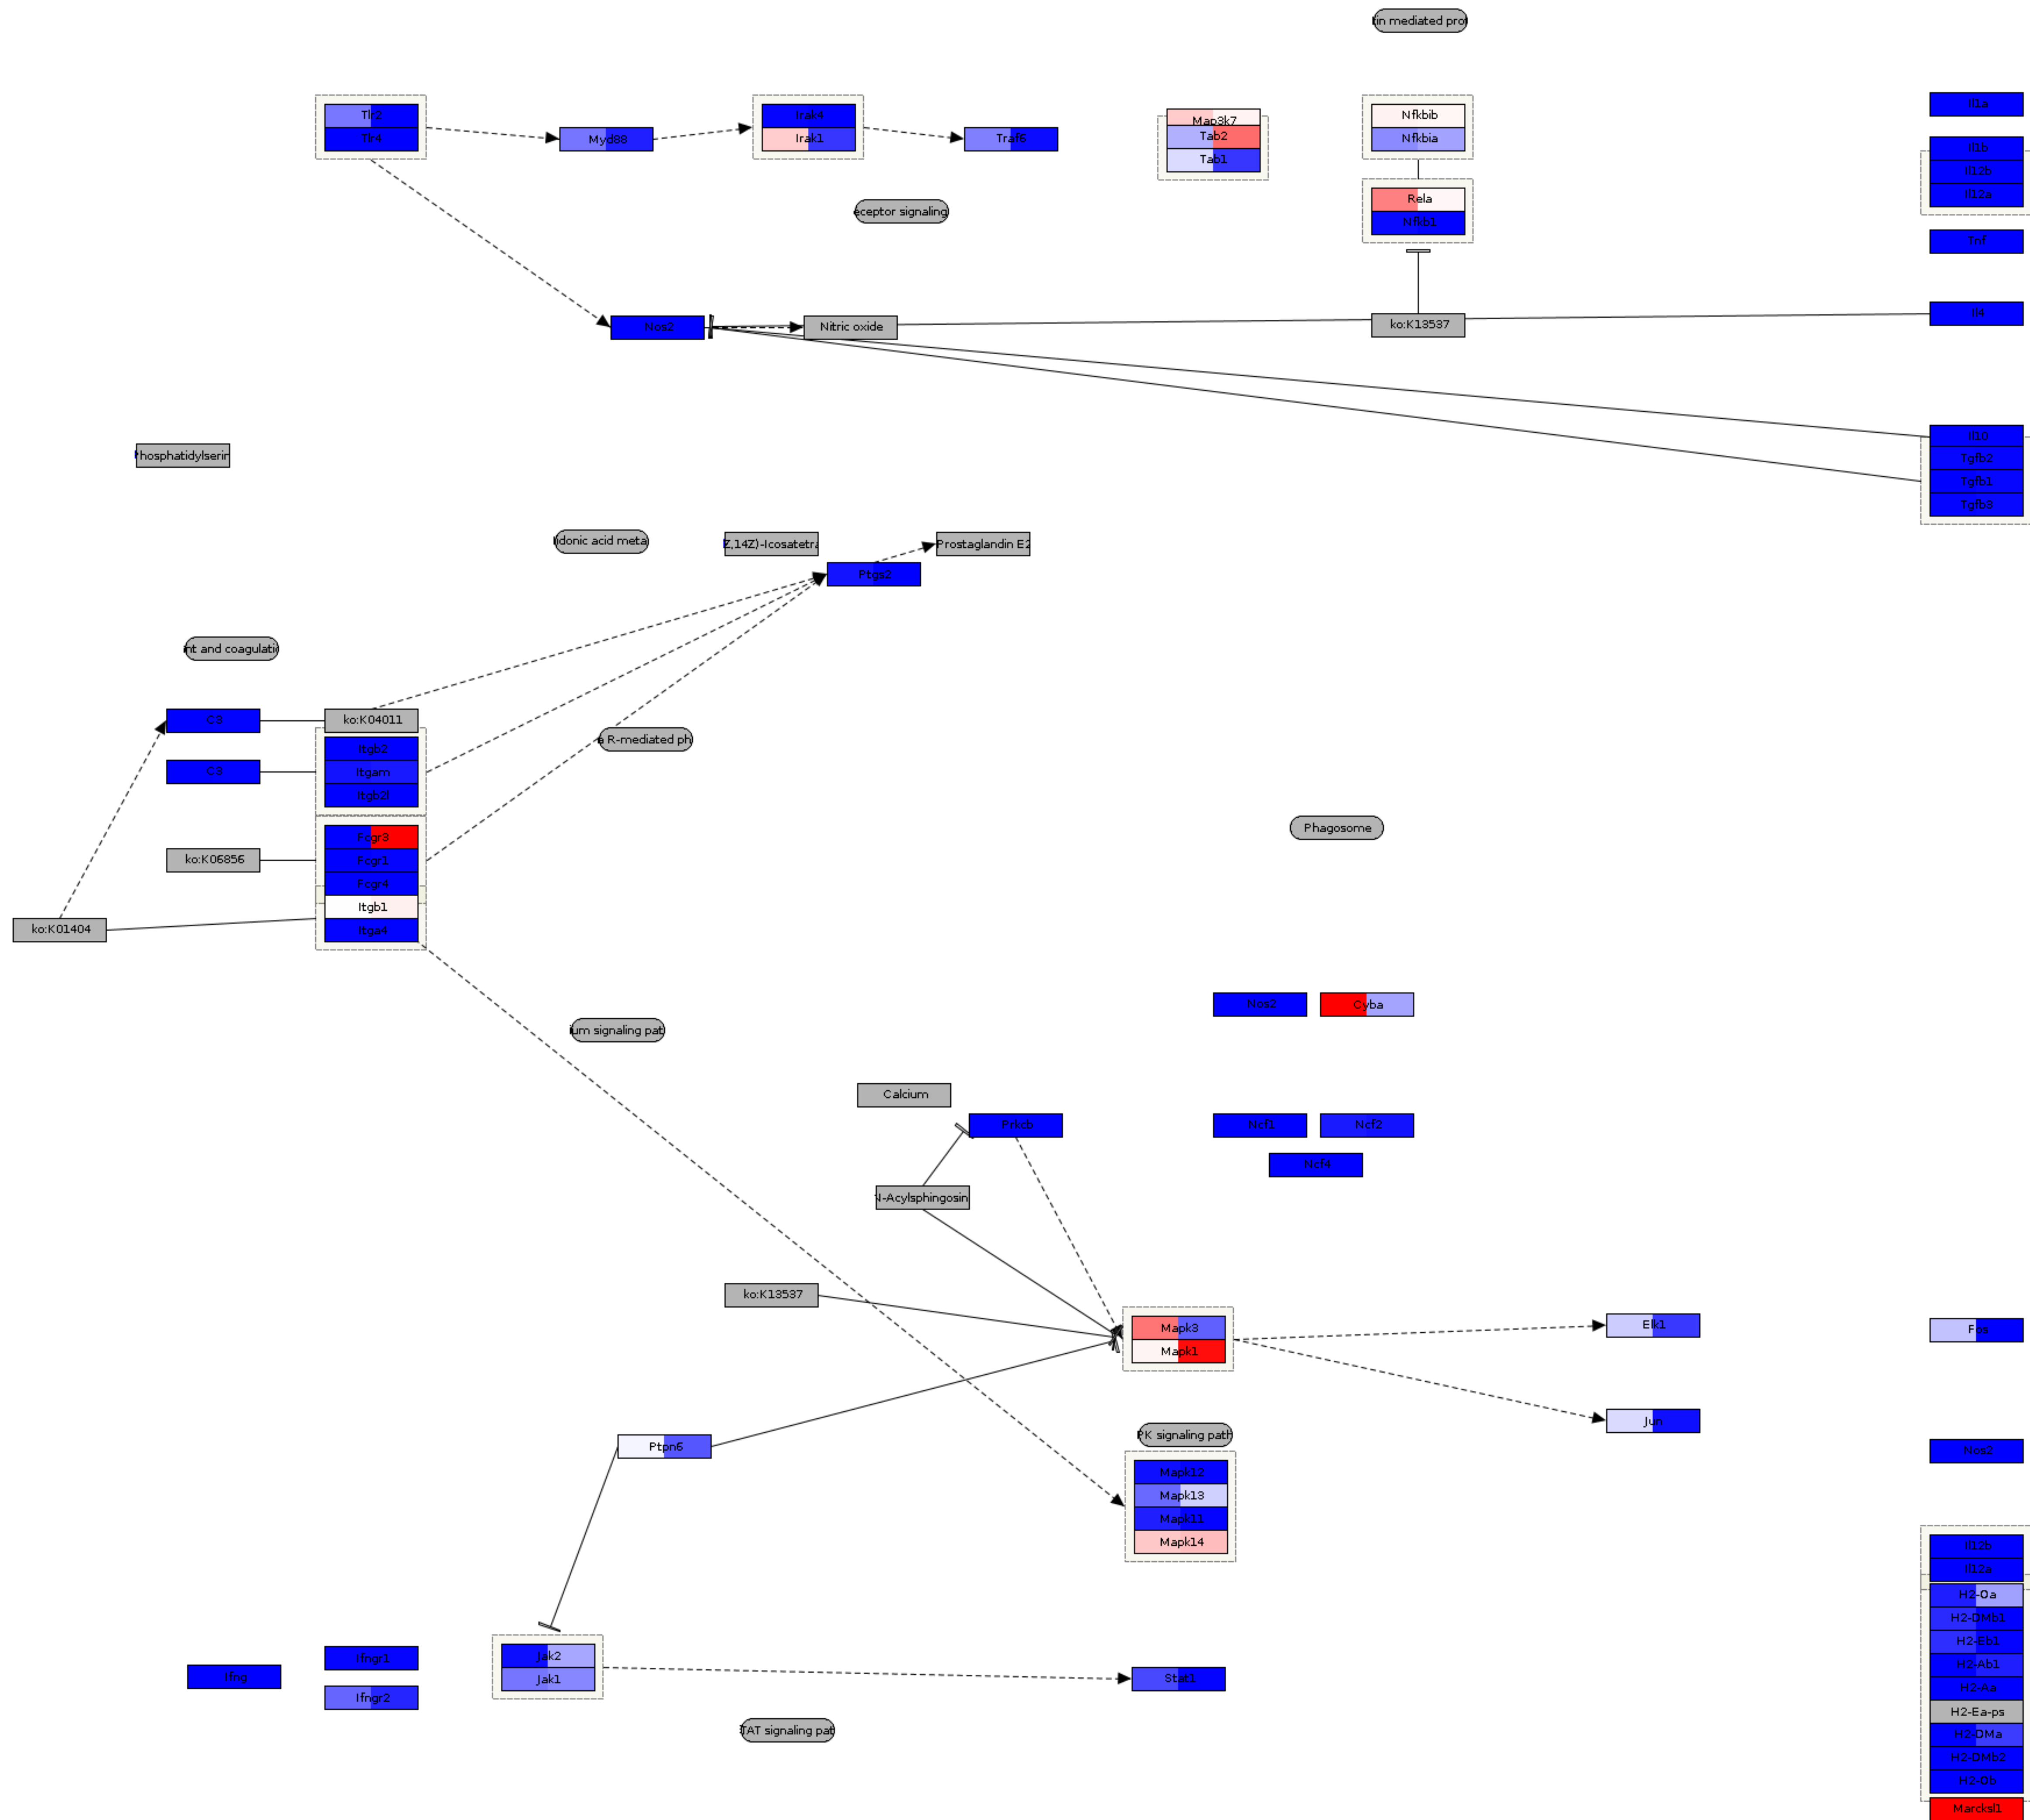 in mediated prot
Il1a
Tlr2
Tlr4
Myd88
Irak4
Irak1
Traf6
Map3k7
Tab2
Tab1
Nfkbib
Nfkbia
Il1b
Il12b
Il12a
Rela
Nfkb1
eceptor signaling
Tnf
Nos2
Nitric oxide
ko:K13537
Il4
Il10
Tgfb2
Tgfb1
Tgfb3
hosphatidylserin
idonic acid meta
Z,14Z)-Icosatetra
Prostaglandin E2
Ptgs2
nt and coagulatio
C3
ko:K04011
Itgb2
Itgam
Itgb2l
C3
a R-mediated ph
Phagosome
Fcgr3
Fcgr1
Fcgr4
Itgb1
Itga4
ko:K06856
ko:K01404
Nos2
Cyba
ium signaling pat
Calcium
Prkcb
Ncf1
Ncf2
Ncf4
N-Acylsphingosin
ko:K13537
Mapk3
Mapk1
Elk1
Fos
Jun
Ptpn6
PK signaling path
Nos2
Mapk12
Mapk13
Mapk11
Mapk14
Il12b
Il12a
H2-Oa
H2-DMb1
H2-Eb1
H2-Ab1
H2-Aa
H2-Ea-ps
H2-DMa
H2-DMb2
H2-Ob
Marcksl1
Ifng
Ifngr1
Ifngr2
Jak2
Jak1
Stat1
TAT signaling pat